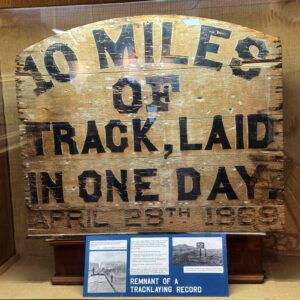 10 MILES
OF
TRACK, LAID
IN ONE DAY.
APRIL 28TH 1869
REMNANT OF A
TRACKLAYING RECORD